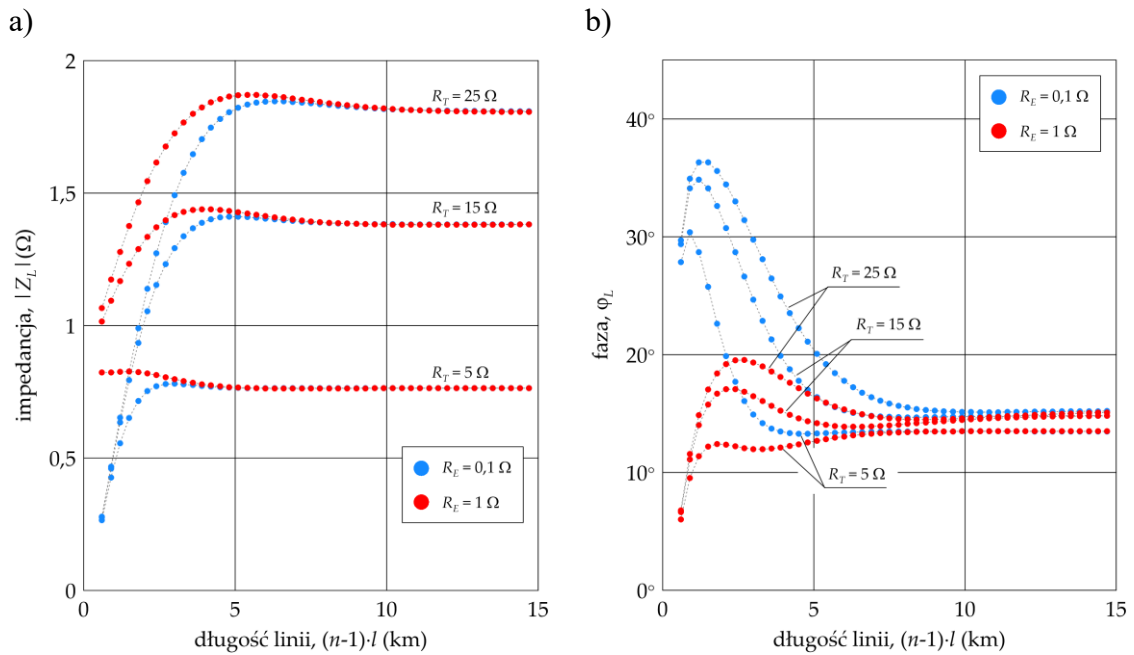 a)
2
1,5
1
0,5
0
0
5
10
15
impedancja, |Z_L| (Ω)
długość linii, (n-1)·l (km)
R_T = 25 Ω
R_T = 15 Ω
R_T = 5 Ω
R_E = 0,1 Ω
R_E = 1 Ω
b)
40°
30°
20°
10°
0°
0
5
10
15
faza, φ_L
długość linii, (n-1)·l (km)
R_E = 0,1 Ω
R_E = 1 Ω
R_T = 25 Ω
R_T = 15 Ω
R_T = 5 Ω